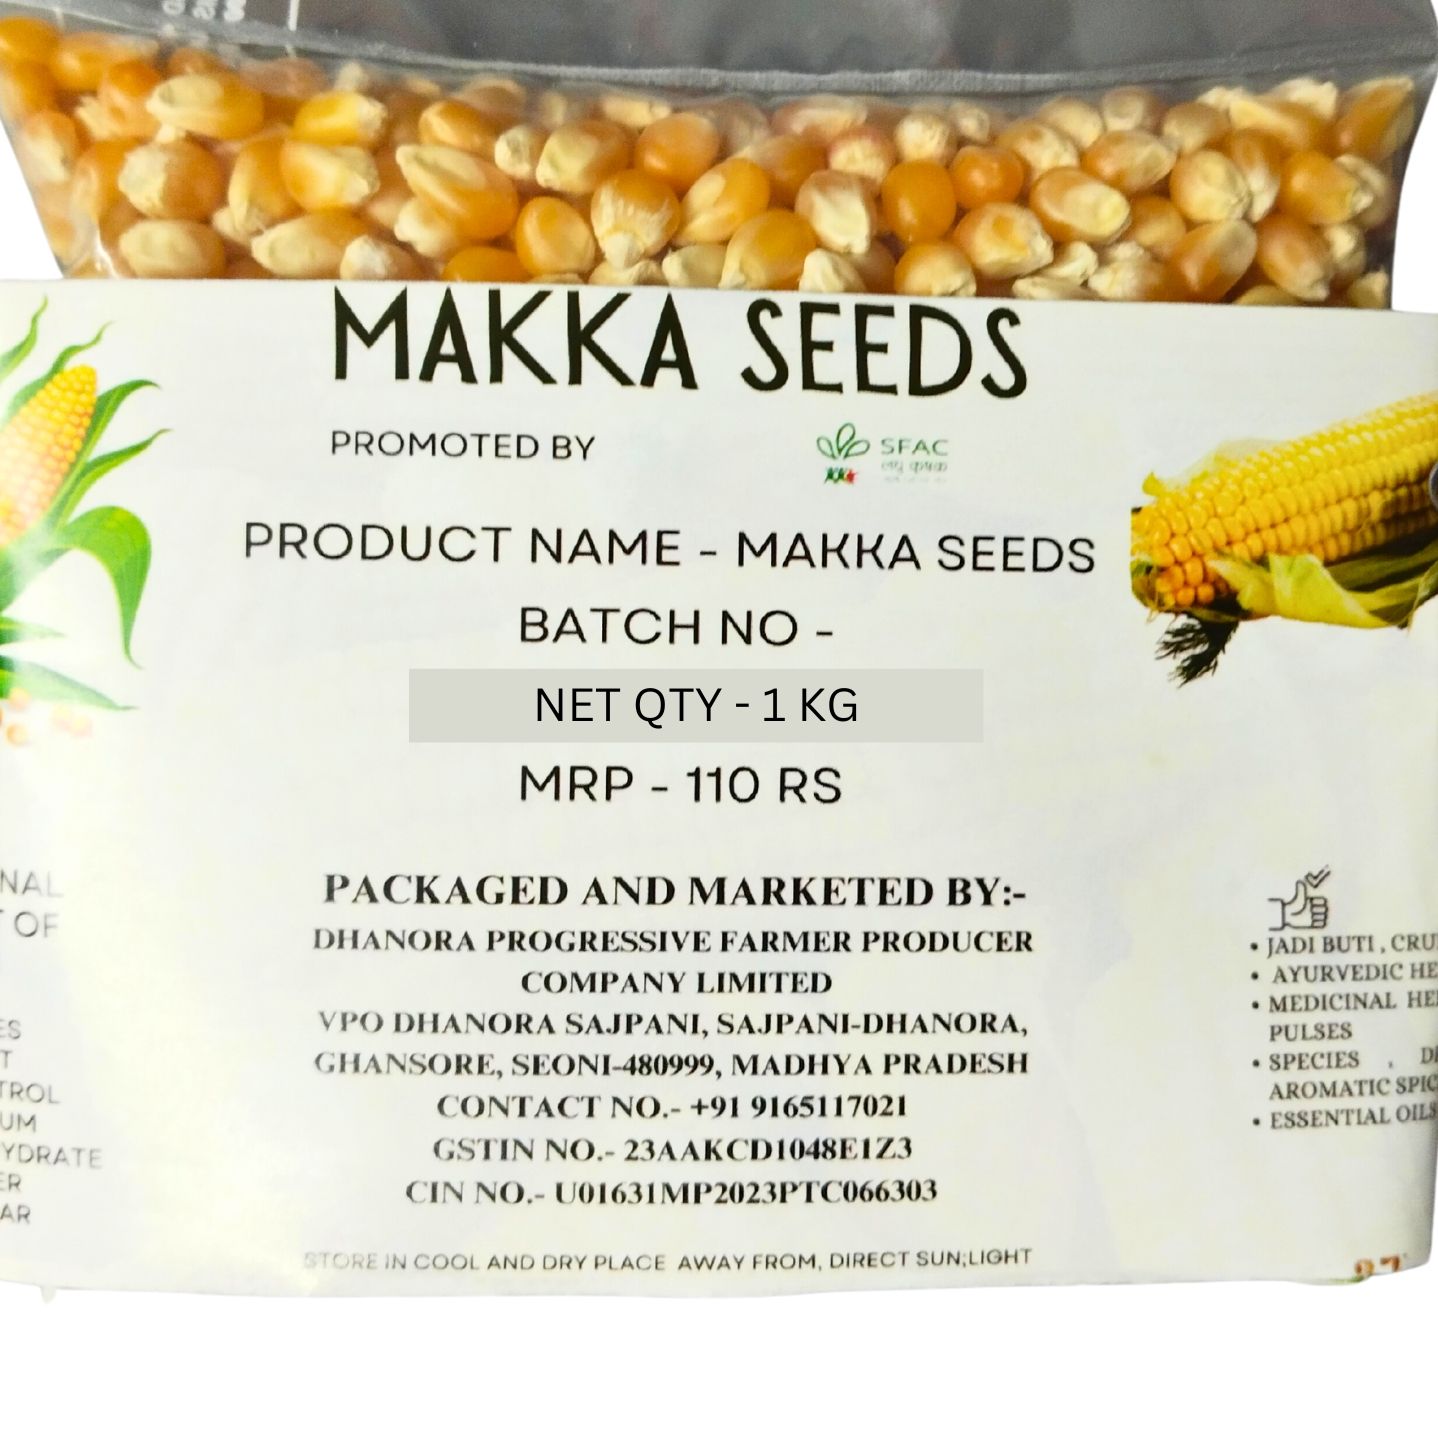 MAKKA SEEDS
PROMOTED BY
SFAC
लघु कृषक
PRODUCT NAME - MAKKA SEEDS
BATCH NO -
NET QTY - 1 KG
MRP - 110 RS
PACKAGED AND MARKETED BY:-
DHANORA PROGRESSIVE FARMER PRODUCER
COMPANY LIMITED
VPO DHANORA SAJPANI, SAJPANI-DHANORA,
GHANSORE, SEONI-480999, MADHYA PRADESH
CONTACT NO.- +91 9165117021
GSTIN NO.- 23AAKCD1048E1Z3
CIN NO.- U01631MP2023PTC066303
STORE IN COOL AND DRY PLACE AWAY FROM, DIRECT SUN;LIGHT
NAL
T OF
ES
T
TROL
UM
YDRATE
ER
AR
• JADI BUTI , CRU
• AYURVEDIC HE
• MEDICINAL HE
PULSES
• SPECIES , D
AROMATIC SPIC
• ESSENTIAL OILS